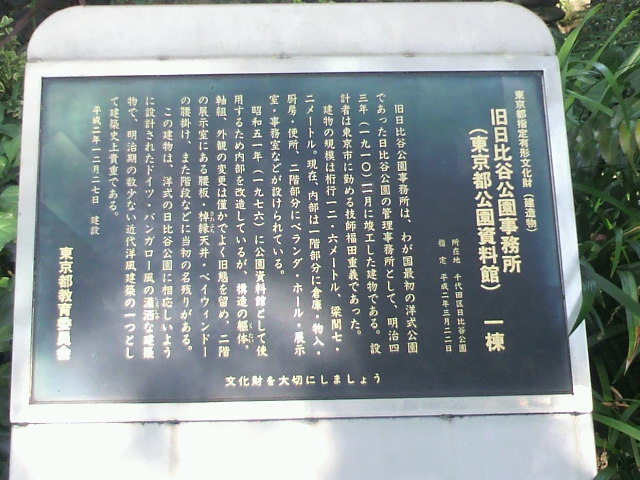 東京都指定有形文化財(建造物)
旧日比谷公園事務所
(東京都公園資料館) 一棟
所在地 千代田区日比谷公園
指定 平成二年三月二二日
旧日比谷公園事務所は、わが国最初の洋式公園
であった日比谷公園の管理事務所として、明治四
三年(一九一〇)一一月に竣工した建物である。設
計者は東京市に勤める技師福田重義であった。
建物の規模は桁行一二・六メートル、梁間七・
二メートル。現在、内部は一階部分に倉庫・物入・
厨房・便所、二階部分にベランダ・ホール・展示
室・事務室などが設けられている。
昭和五一年(一九七六)に公園資料館として使
用するため内部を改造しているが、構造の躯体、
軸組、外観の変更は僅かでよく旧態を留め、二階
の展示室にある腰板・棹縁天井・ベイウィンドー
の腰掛け、また階段などに当初の名残りがある。
この建物は、洋式の日比谷公園に相応しいよう
に設計されたドイツ・バンガロー風の瀟洒な建築
物で、明治期の数少ない近代洋風建築の一つとし
て建築史上貴重である。
平成二年一二月二七日 建設
東京都教育委員会
文化財を大切にしましょう